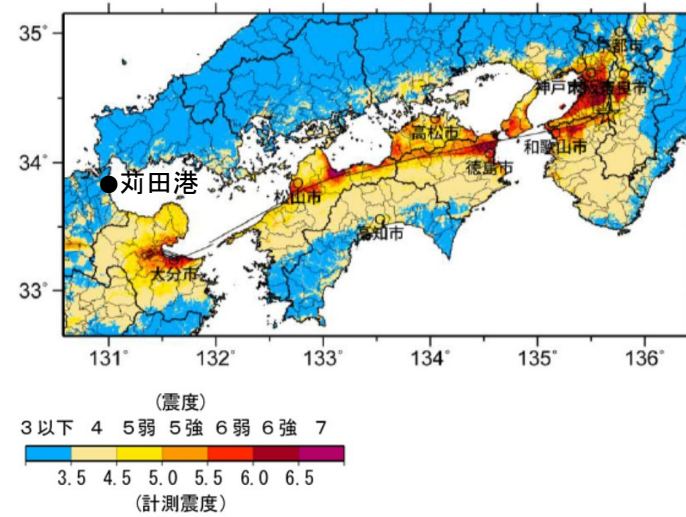 35°
京都市
神戸市
奈良市
高松市
和歌山市
34°
徳島市
苅田港
松山市
高知市
大分市
33°
131° 132° 133° 134° 135° 136°
(震度)
3以下 4 5弱 5強 6弱 6強 7
3.5 4.5 5.0 5.5 6.0 6.5
(計測震度)